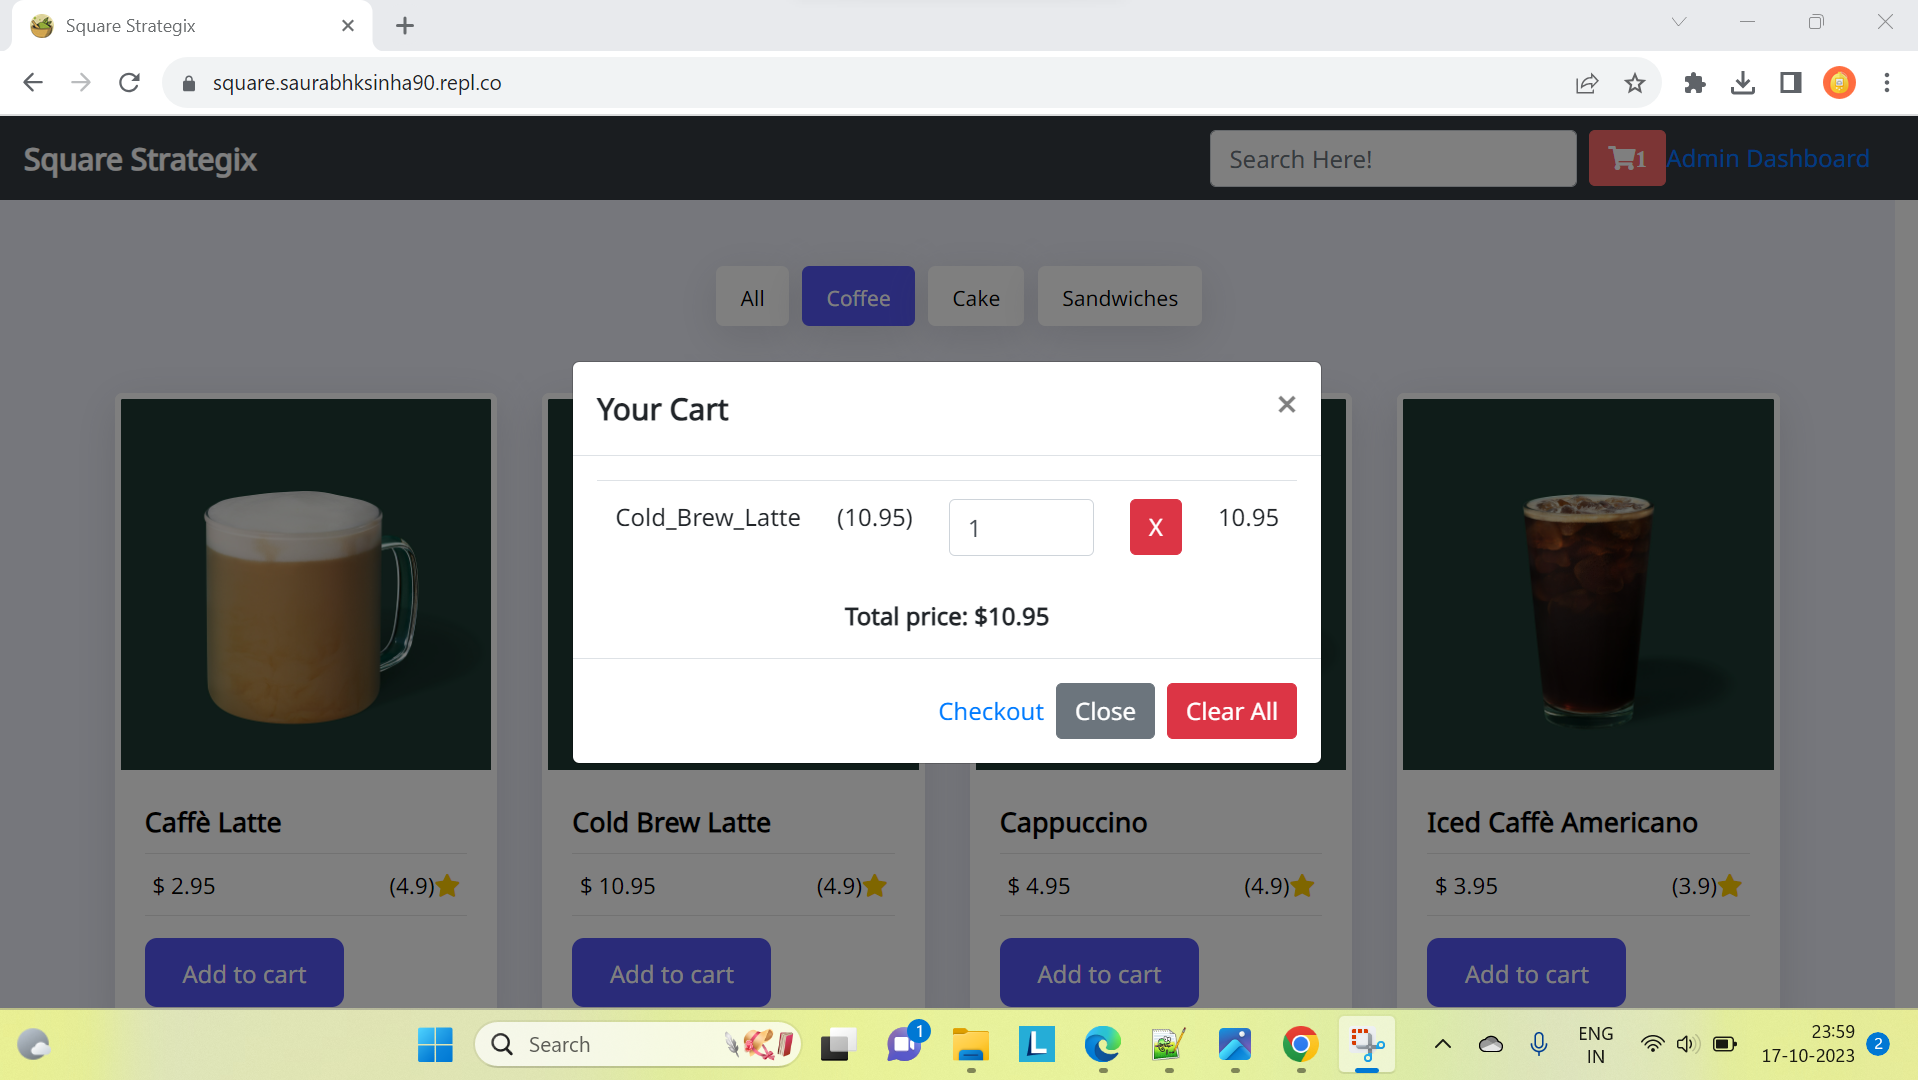 Square Strategix
square.saurabhksinha90.repl.co
Square Strategix
Search Here!
1
Admin Dashboard
All
Coffee
Cake
Sandwiches
Your Cart
×
Cold_Brew_Latte (10.95) 1 X 10.95
Total price: $10.95
Checkout
Close
Clear All
Caffè Latte
$ 2.95 (4.9)
Add to cart
Cold Brew Latte
$ 10.95 (4.9)
Add to cart
Cappuccino
$ 4.95 (4.9)
Add to cart
Iced Caffè Americano
$ 3.95 (3.9)
Add to cart
Search
1
L
ENG
IN
23:59
17-10-2023
2